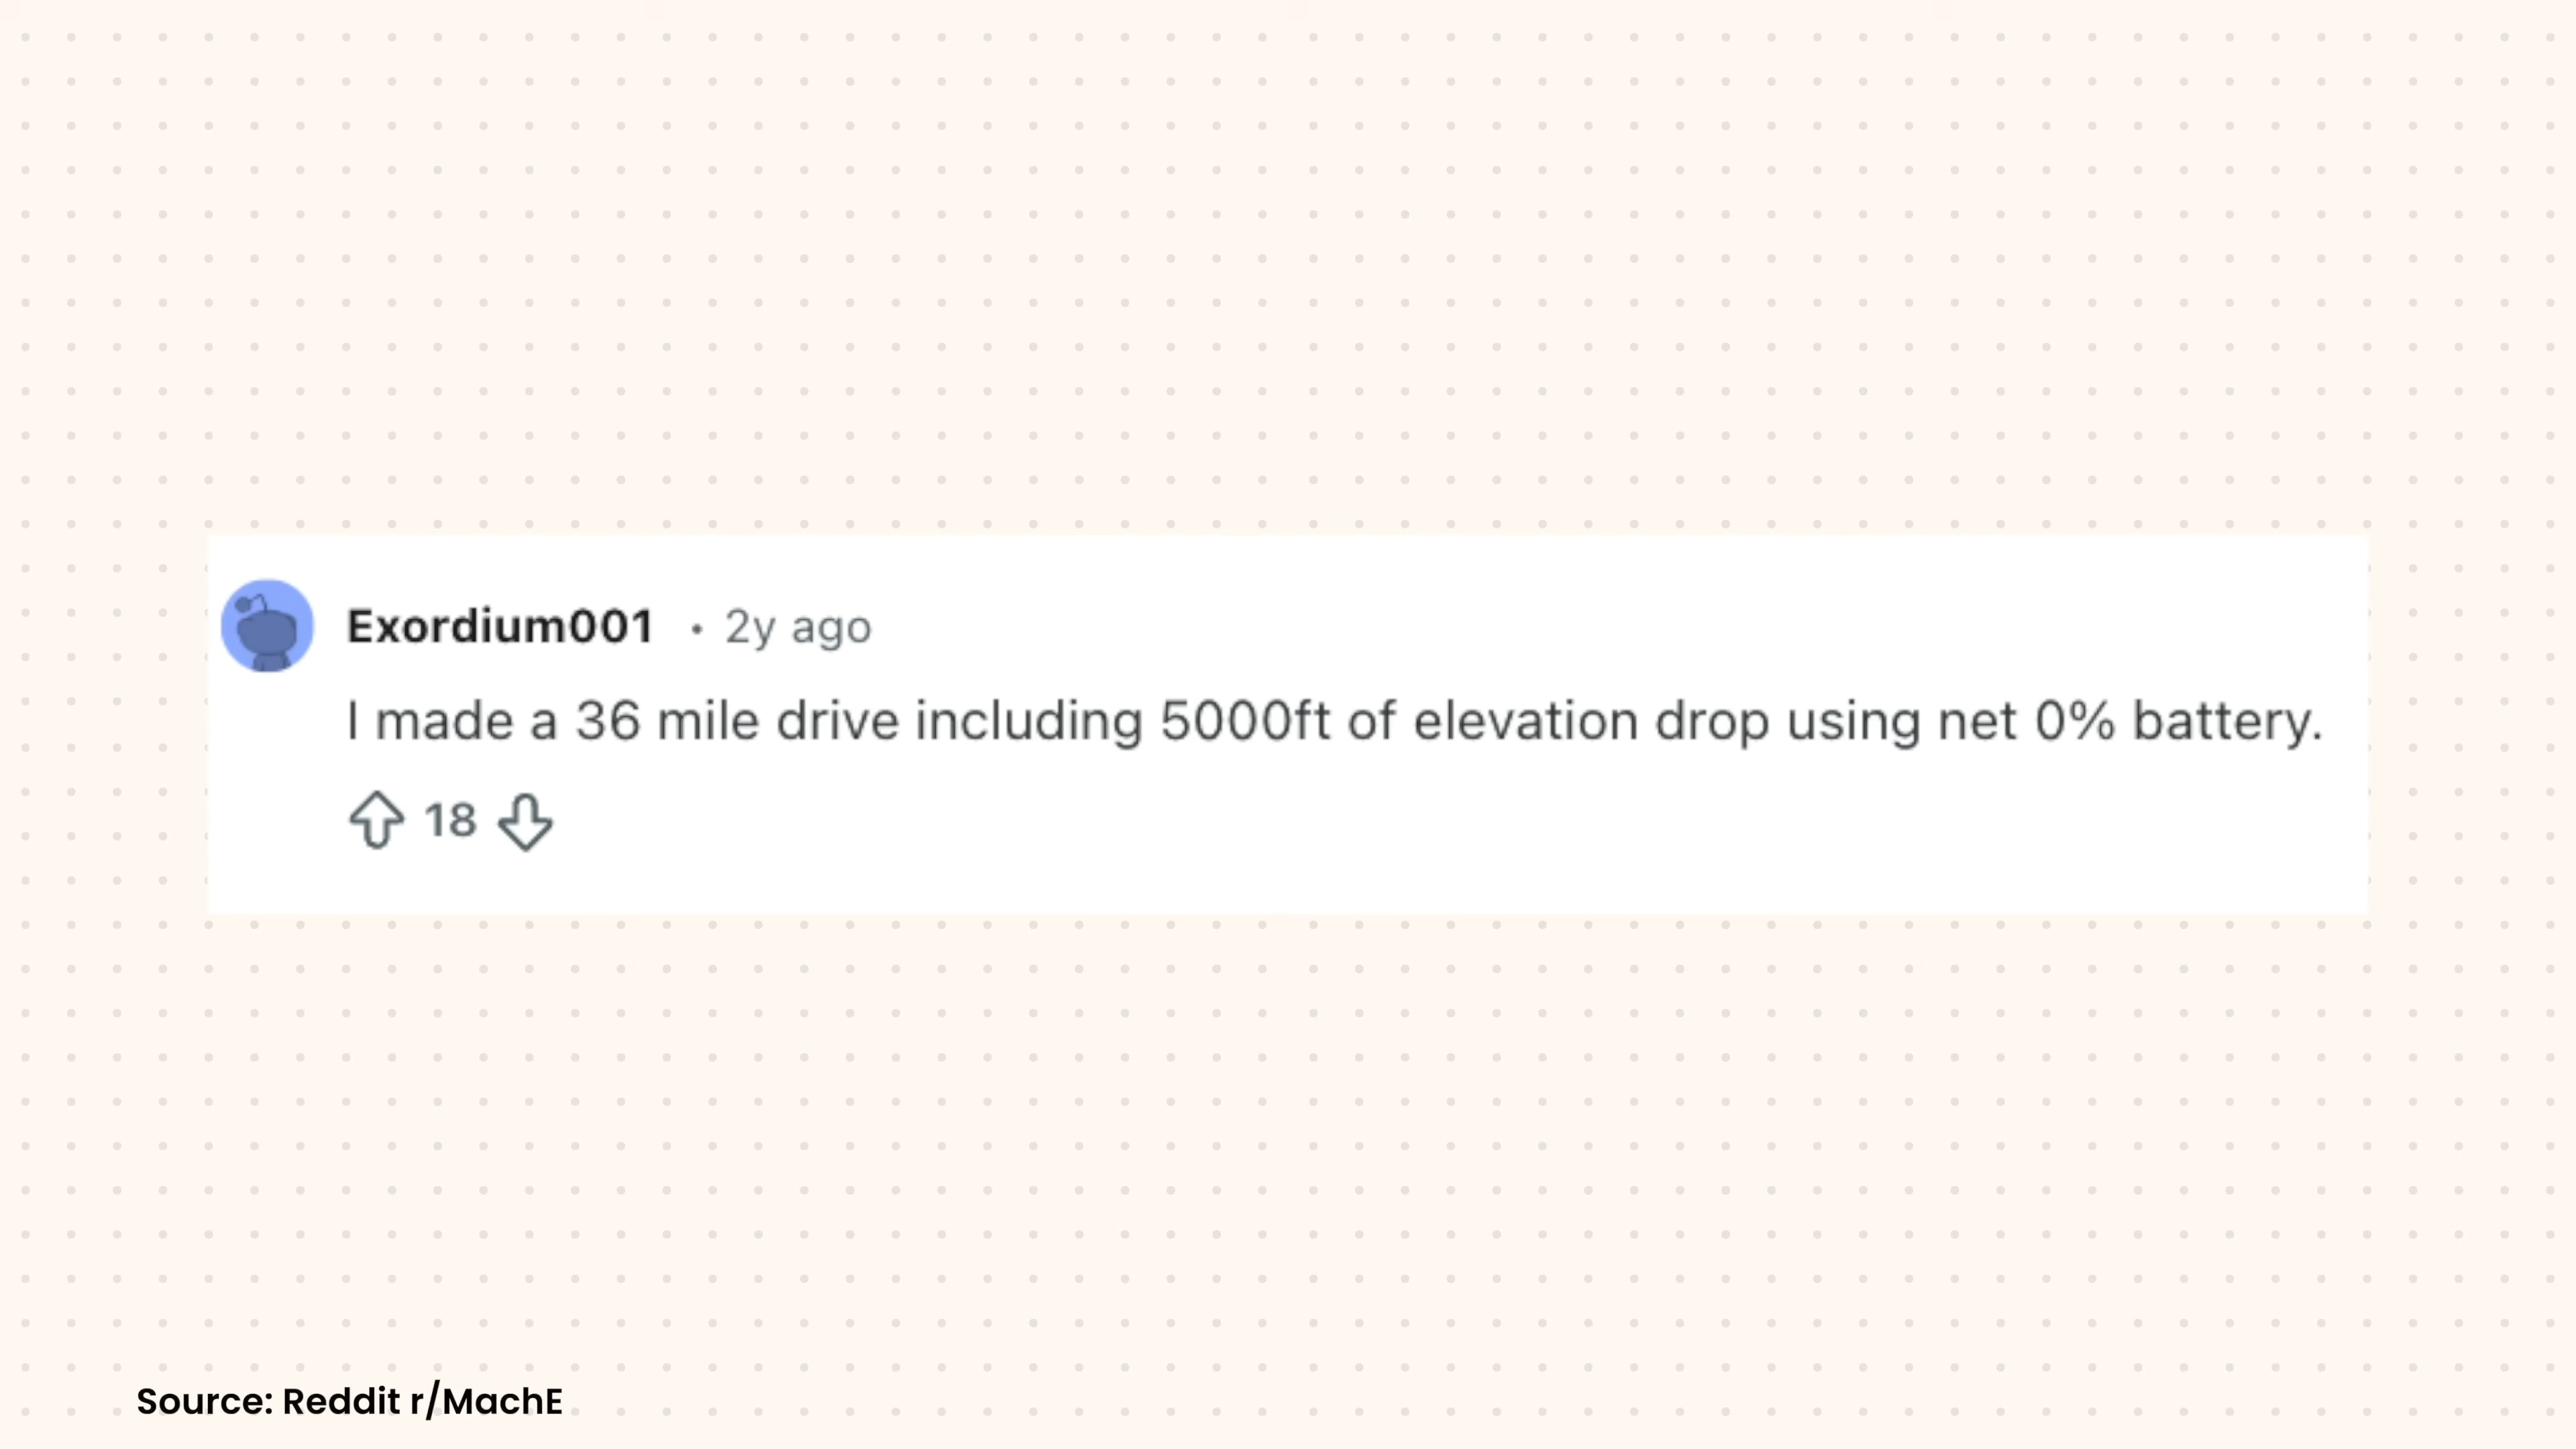 Exordium001 • 2y ago
I made a 36 mile drive including 5000ft of elevation drop using net 0% battery.
18
Source: Reddit r/MachE